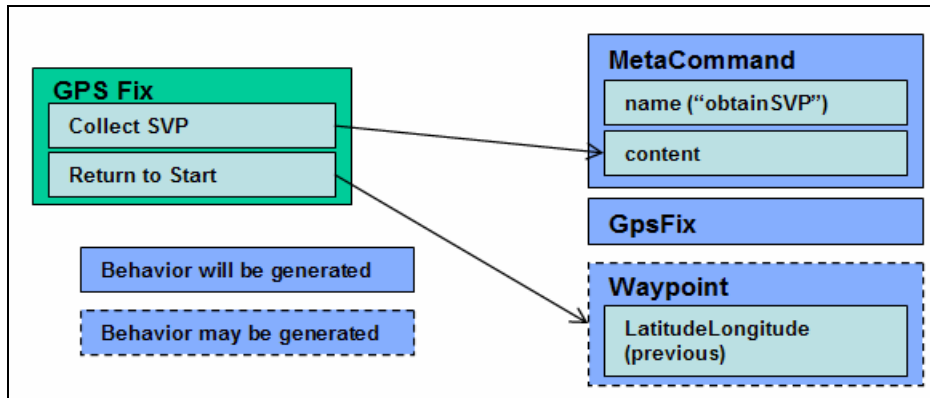 GPS Fix
Collect SVP
Return to Start
Behavior will be generated
Behavior may be generated
MetaCommand
name (“obtainSVP”)
content
GpsFix
Waypoint
LatitudeLongitude
(previous)